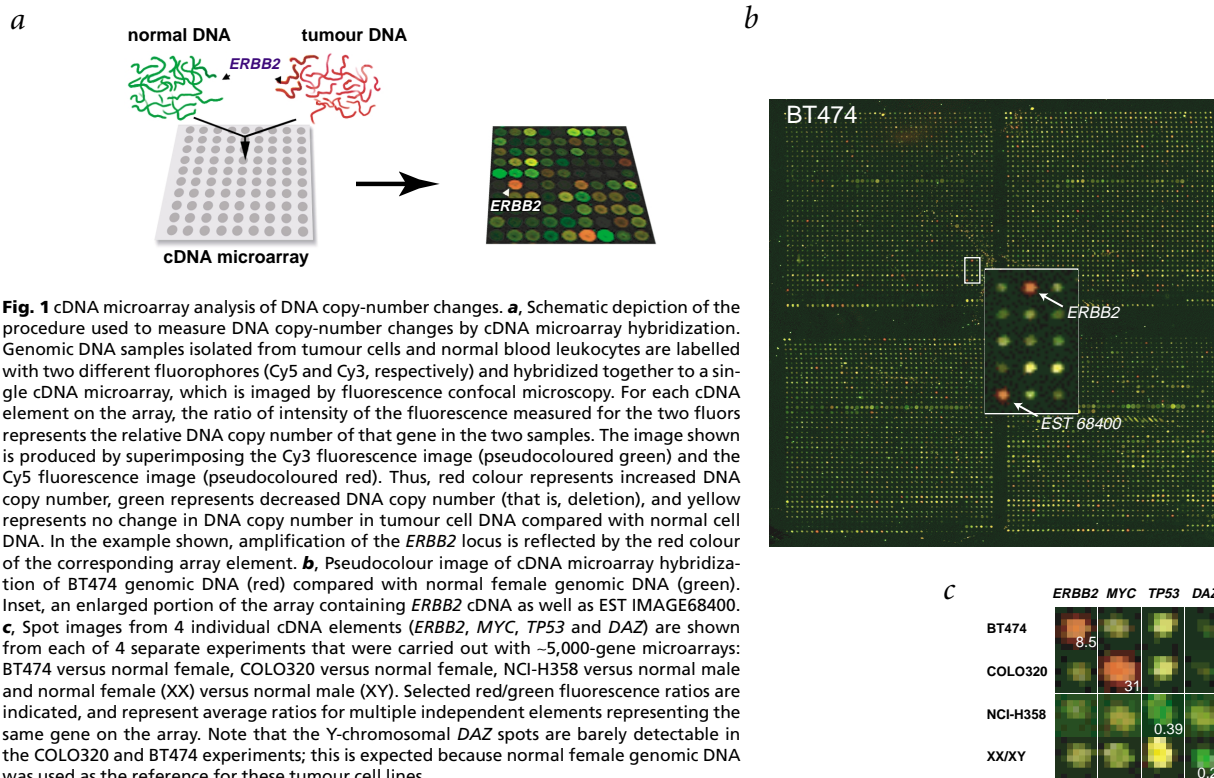 a
normal DNA tumour DNA
ERBB2
ERBB2
cDNA microarray
Fig. 1 cDNA microarray analysis of DNA copy-number changes. a, Schematic depiction of the
procedure used to measure DNA copy-number changes by cDNA microarray hybridization.
Genomic DNA samples isolated from tumour cells and normal blood leukocytes are labelled
with two different fluorophores (Cy5 and Cy3, respectively) and hybridized together to a sin-
gle cDNA microarray, which is imaged by fluorescence confocal microscopy. For each cDNA
element on the array, the ratio of intensity of the fluorescence measured for the two fluors
represents the relative DNA copy number of that gene in the two samples. The image shown
is produced by superimposing the Cy3 fluorescence image (pseudocoloured green) and the
Cy5 fluorescence image (pseudocoloured red). Thus, red colour represents increased DNA
copy number, green represents decreased DNA copy number (that is, deletion), and yellow
represents no change in DNA copy number in tumour cell DNA compared with normal cell
DNA. In the example shown, amplification of the ERBB2 locus is reflected by the red colour
of the corresponding array element. b, Pseudocolour image of cDNA microarray hybridiza-
tion of BT474 genomic DNA (red) compared with normal female genomic DNA (green).
Inset, an enlarged portion of the array containing ERBB2 cDNA as well as EST IMAGE68400.
c, Spot images from 4 individual cDNA elements (ERBB2, MYC, TP53 and DAZ) are shown
from each of 4 separate experiments that were carried out with ~5,000-gene microarrays:
BT474 versus normal female, COLO320 versus normal female, NCI-H358 versus normal male
and normal female (XX) versus normal male (XY). Selected red/green fluorescence ratios are
indicated, and represent average ratios for multiple independent elements representing the
same gene on the array. Note that the Y-chromosomal DAZ spots are barely detectable in
the COLO320 and BT474 experiments; this is expected because normal female genomic DNA
was used as the reference for these tumour cell lines
b
BT474
ERBB2
EST 68400
c
ERBB2 MYC TP53
BT474
8.5
COLO320
31
NCI-H358
0.39
XX/XY